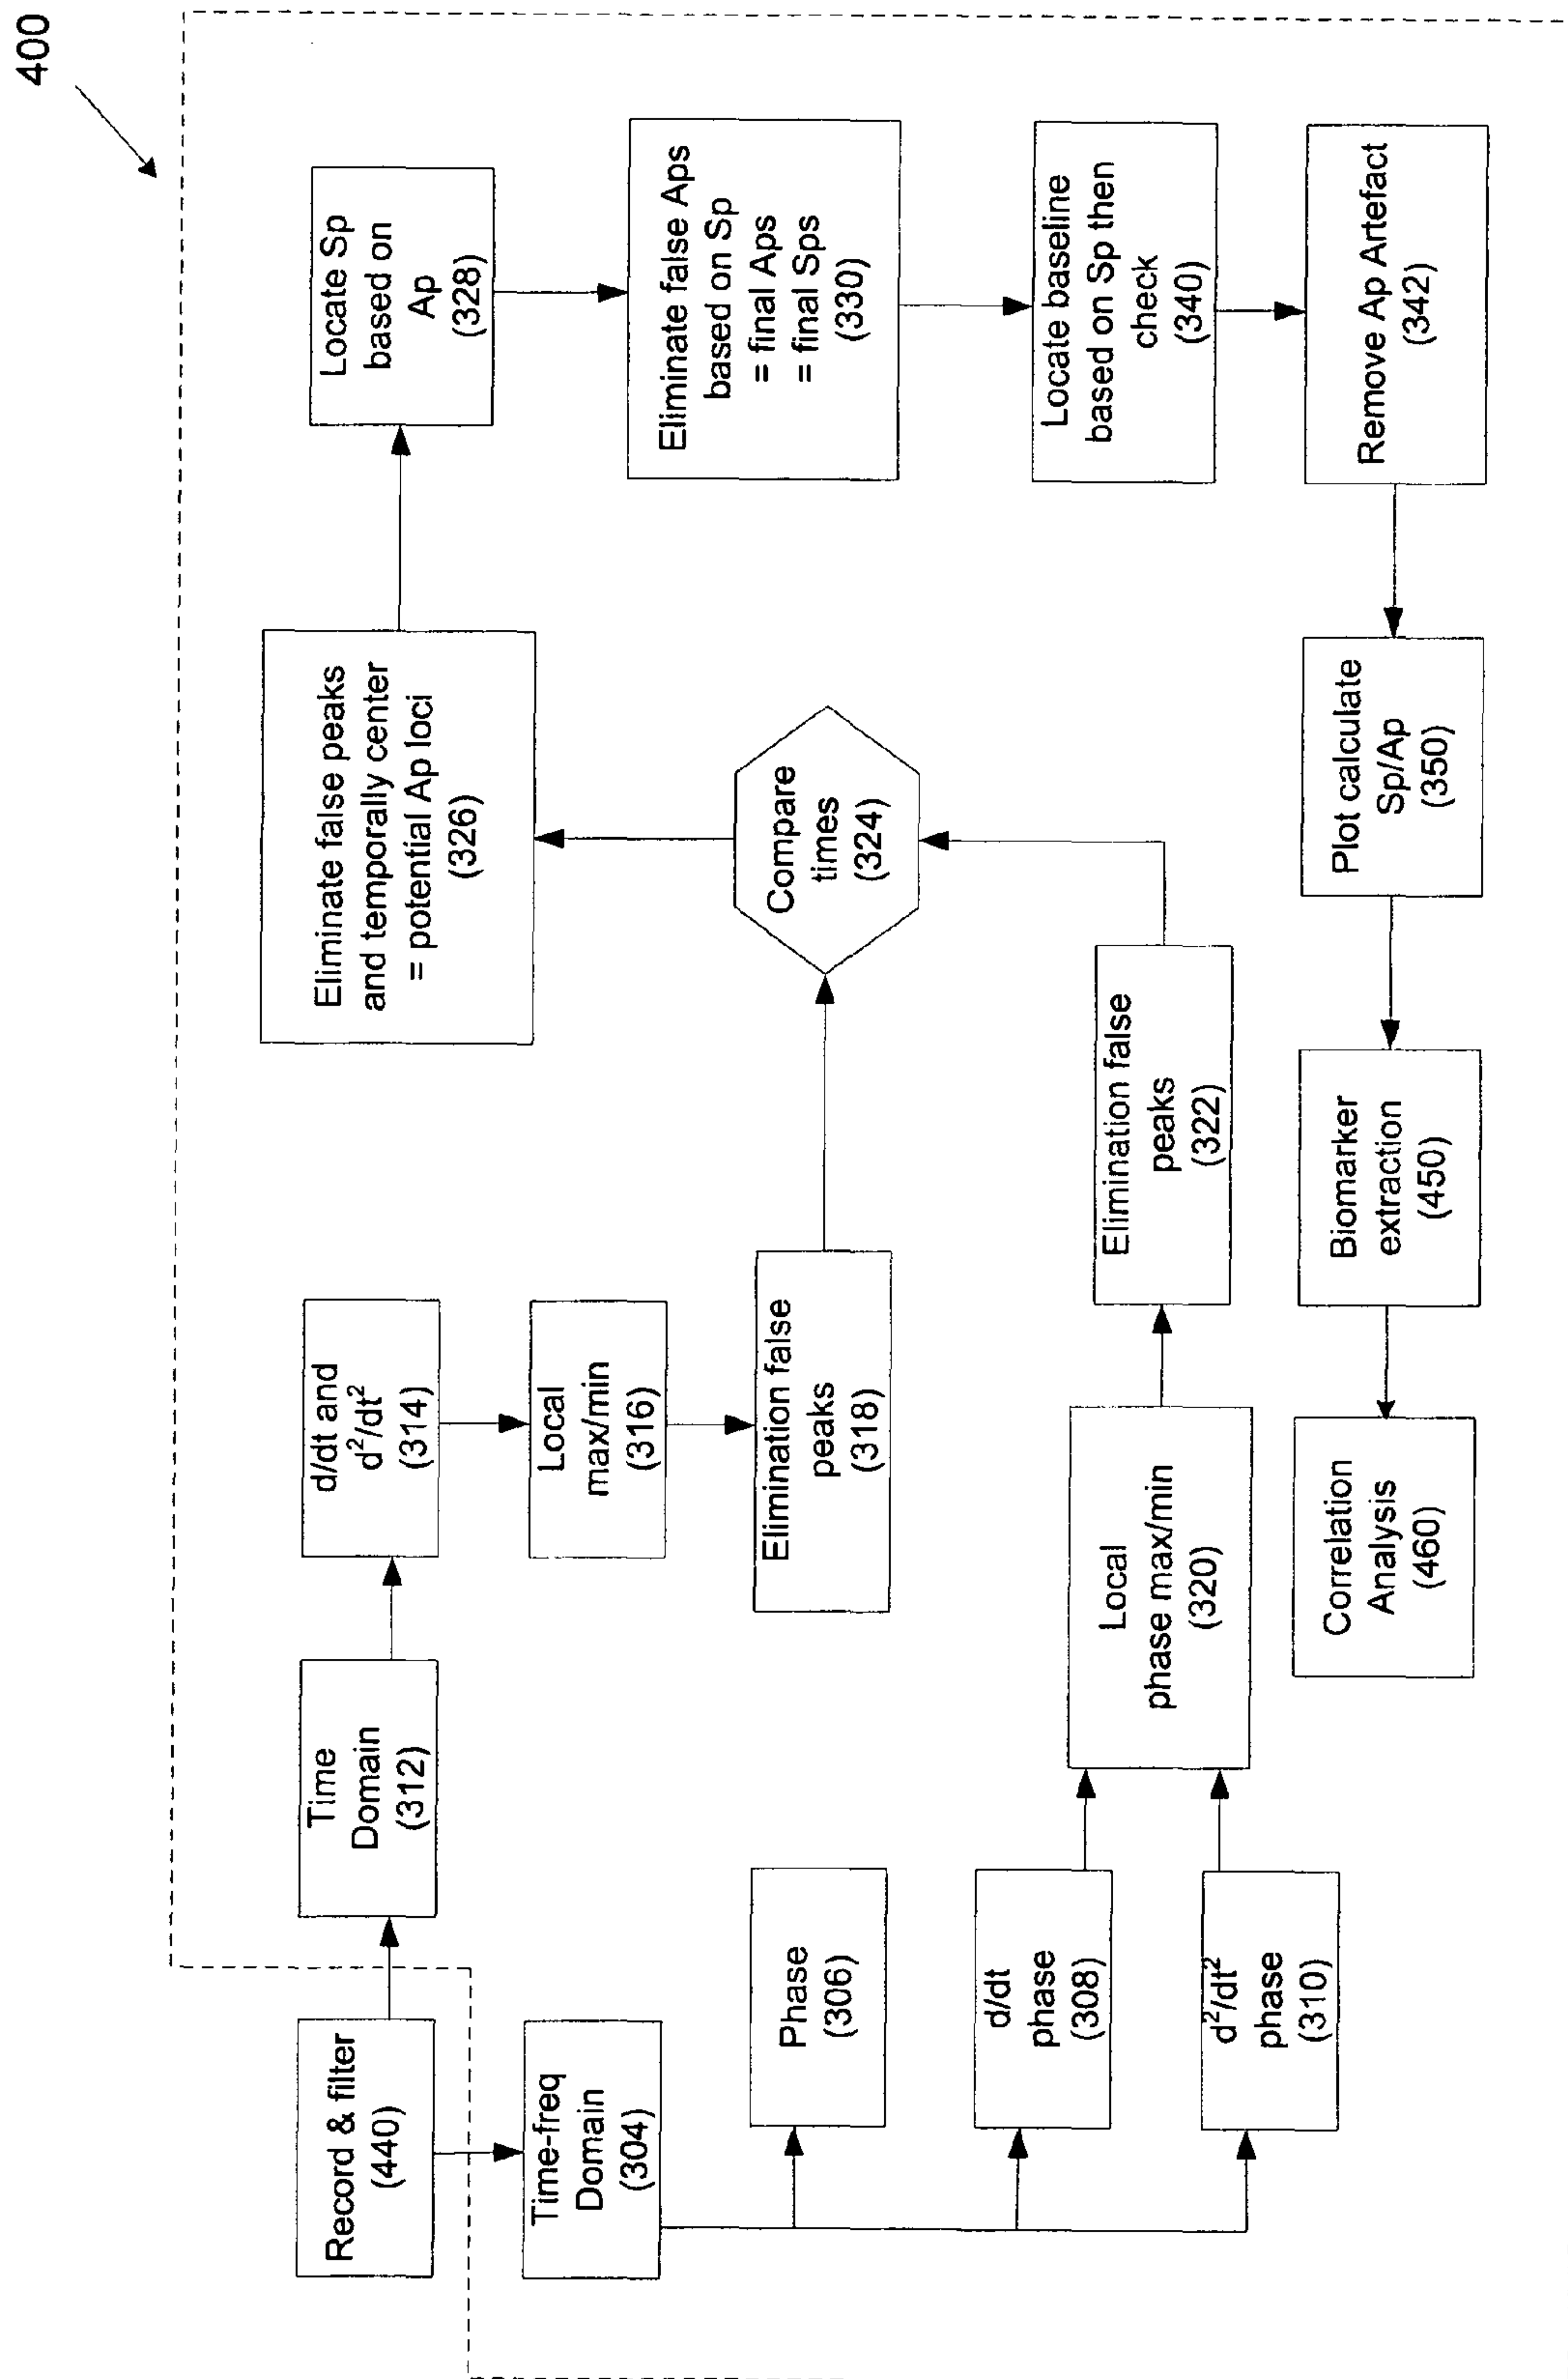 400
Record & filter
(440)
Time
Domain
(312)
d/dt and
d²/dt²
(314)
Local
max/min
(316)
Elimination false
peaks
(318)
Time-freq
Domain
(304)
Phase
(306)
d/dt
phase
(308)
d²/dt²
phase
(310)
Local
phase max/min
(320)
Elimination false
peaks
(322)
Compare
times
(324)
Eliminate false peaks
and temporally center
= potential Ap loci
(326)
Locate Sp
based on
Ap
(328)
Eliminate false Aps
based on Sp
= final Aps
= final Sps
(330)
Locate baseline
based on Sp then
check
(340)
Remove Ap Artefact
(342)
Plot calculate
Sp/Ap
(350)
Biomarker
extraction
(450)
Correlation
Analysis
(460)